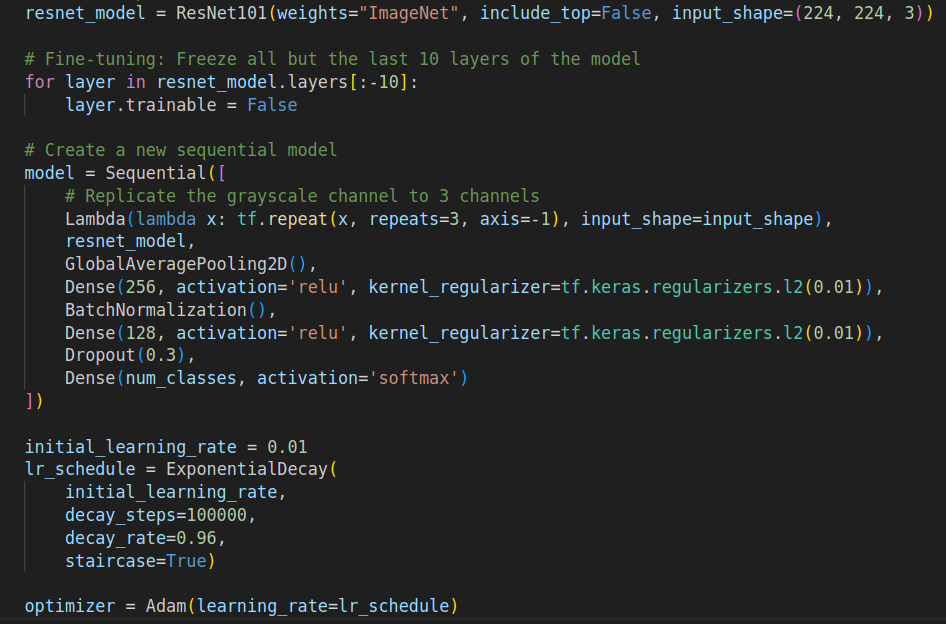 resnet_model = ResNet101(weights="ImageNet", include_top=False, input_shape=(224, 224, 3))

# Fine-tuning: Freeze all but the last 10 layers of the model
for layer in resnet_model.layers[:-10]:
    layer.trainable = False

# Create a new sequential model
model = Sequential([
    # Replicate the grayscale channel to 3 channels
    Lambda(lambda x: tf.repeat(x, repeats=3, axis=-1), input_shape=input_shape),
    resnet_model,
    GlobalAveragePooling2D(),
    Dense(256, activation='relu', kernel_regularizer=tf.keras.regularizers.l2(0.01)),
    BatchNormalization(),
    Dense(128, activation='relu', kernel_regularizer=tf.keras.regularizers.l2(0.01)),
    Dropout(0.3),
    Dense(num_classes, activation='softmax')
])

initial_learning_rate = 0.01
lr_schedule = ExponentialDecay(
    initial_learning_rate,
    decay_steps=100000,
    decay_rate=0.96,
    staircase=True)

optimizer = Adam(learning_rate=lr_schedule)